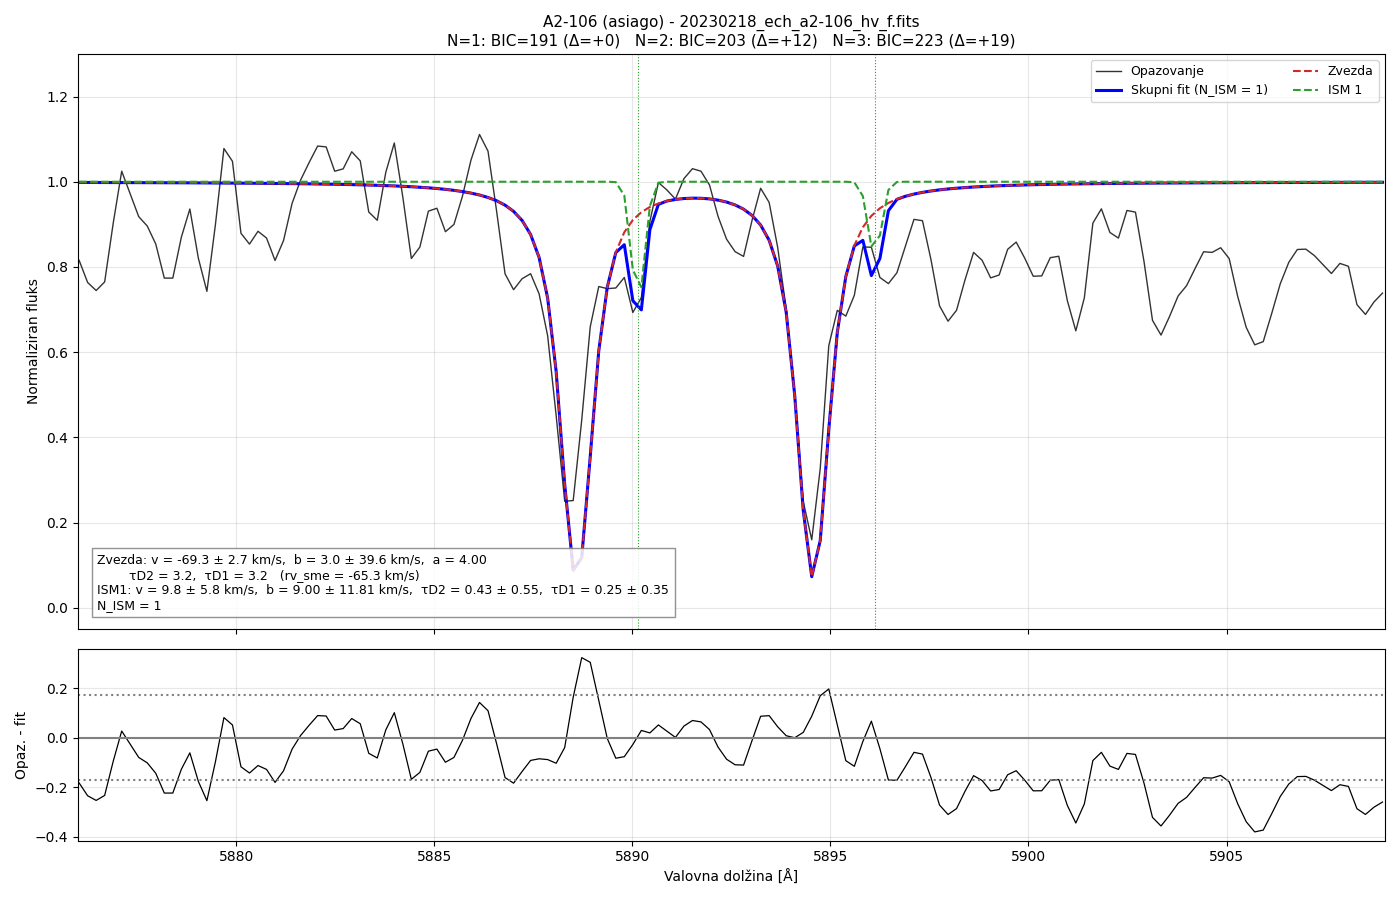 A2-106 (asiago) - 20230218_ech_a2-106_hv_f.fits
N=1: BIC=191 (Δ=+0)   N=2: BIC=203 (Δ=+12)   N=3: BIC=223 (Δ=+19)
Opazovanje
Skupni fit (N_ISM = 1)
Zvezda
ISM 1
Normaliziran fluks
1.2
1.0
0.8
0.6
0.4
0.2
0.0
Zvezda: v = -69.3 ± 2.7 km/s,  b = 3.0 ± 39.6 km/s,  a = 4.00
τD2 = 3.2,  τD1 = 3.2   (rv_sme = -65.3 km/s)
ISM1: v = 9.8 ± 5.8 km/s,  b = 9.00 ± 11.81 km/s,  τD2 = 0.43 ± 0.55,  τD1 = 0.25 ± 0.35
N_ISM = 1
Opaz. - fit
0.2
0.0
−0.2
−0.4
5880
5885
5890
5895
5900
5905
Valovna dolžina [Å]